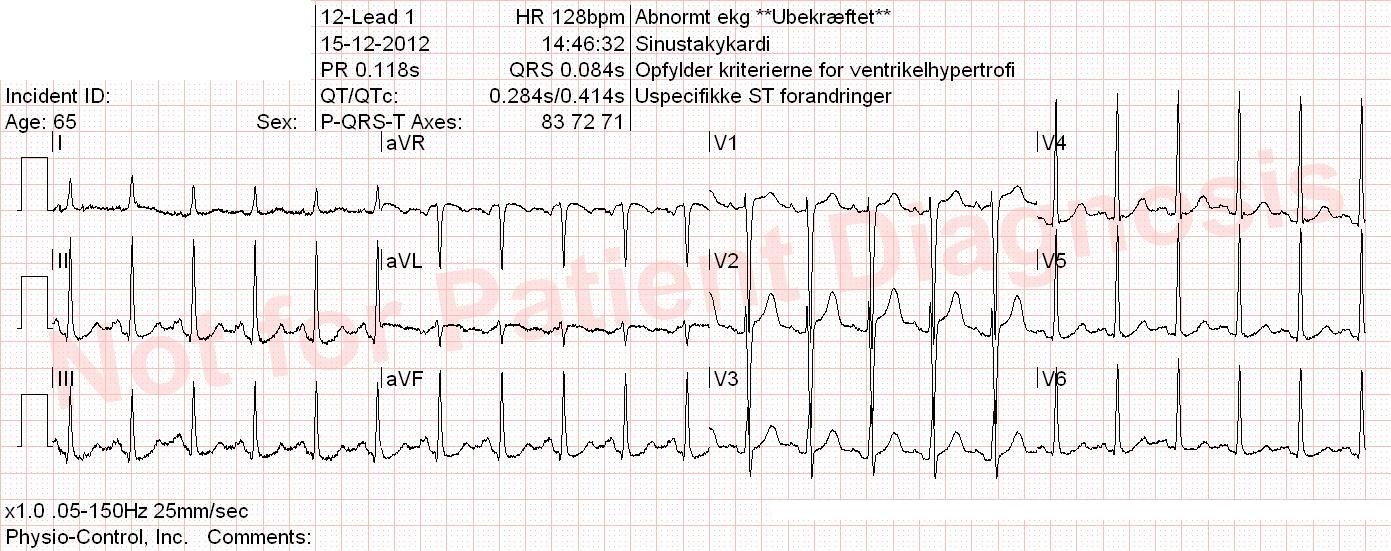 12-Lead 1 HR 128bpm Abnormt ekg **Ubekræftet**
15-12-2012 14:46:32 Sinustakykardi
PR 0.118s QRS 0.084s Opfylder kriterierne for ventrikelhypertrofi
Incident ID: QT/QTc: 0.284s/0.414s Uspecifikke ST forandringer
Age: 65 Sex: P-QRS-T Axes: 83 72 71
I aVR V1 V4
II aVL V2 V5
III aVF V3 V6
Not for Patient Diagnosis
x1.0 .05-150Hz 25mm/sec
Physio-Control, Inc. Comments: